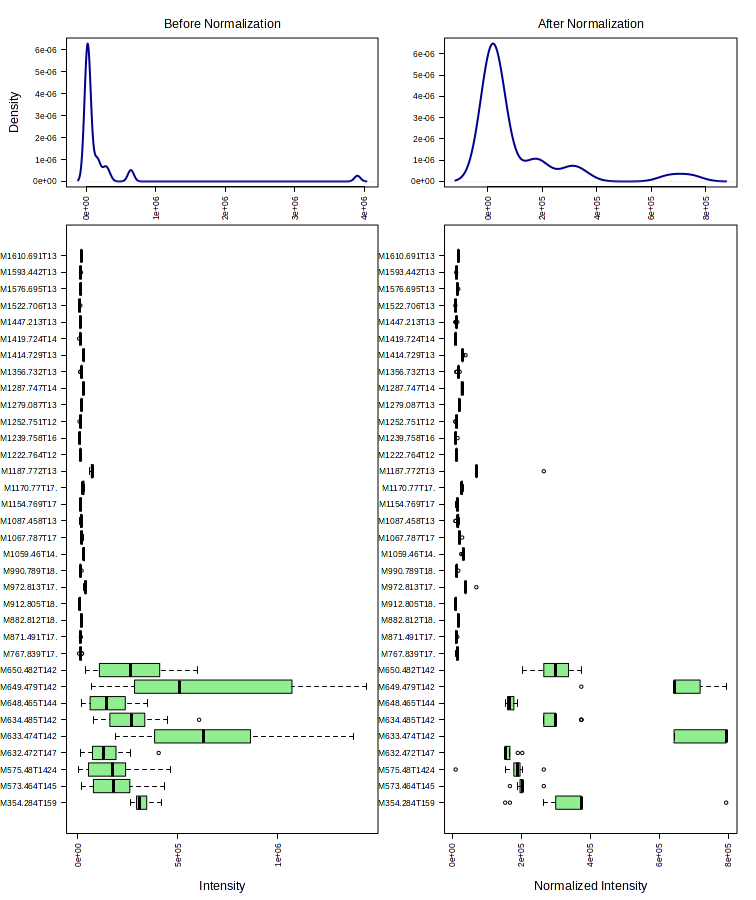 Before Normalization
After Normalization
Density
6e-06
5e-06
4e-06
3e-06
2e-06
1e-06
0e+00
0e+00
1e+06
2e+06
3e+06
4e+06
6e-06
5e-06
4e-06
3e-06
2e-06
1e-06
0e+00
0e+00
2e+05
4e+05
6e+05
8e+05
M1610.691T13
M1593.442T13
M1576.695T13
M1522.706T13
M1447.213T13
M1419.724T14
M1414.729T13
M1356.732T13
M1287.747T14
M1279.087T13
M1252.751T12
M1239.758T16
M1222.764T12
M1187.772T13
M1170.77T17.
M1154.769T17
M1087.458T13
M1067.787T17
M1059.46T14.
M990.789T18.
M972.813T17.
M912.805T18.
M882.812T18.
M871.491T17.
M767.839T17.
M650.482T142
M649.479T142
M648.465T144
M634.485T142
M633.474T142
M632.472T147
M575.48T1424
M573.464T145
M354.284T159
0e+00
5e+05
1e+06
Intensity
M1610.691T13
M1593.442T13
M1576.695T13
M1522.706T13
M1447.213T13
M1419.724T14
M1414.729T13
M1356.732T13
M1287.747T14
M1279.087T13
M1252.751T12
M1239.758T16
M1222.764T12
M1187.772T13
M1170.77T17.
M1154.769T17
M1087.458T13
M1067.787T17
M1059.46T14.
M990.789T18.
M972.813T17.
M912.805T18.
M882.812T18.
M871.491T17.
M767.839T17.
M650.482T142
M649.479T142
M648.465T144
M634.485T142
M633.474T142
M632.472T147
M575.48T1424
M573.464T145
M354.284T159
0e+00
2e+05
4e+05
6e+05
8e+05
Normalized Intensity